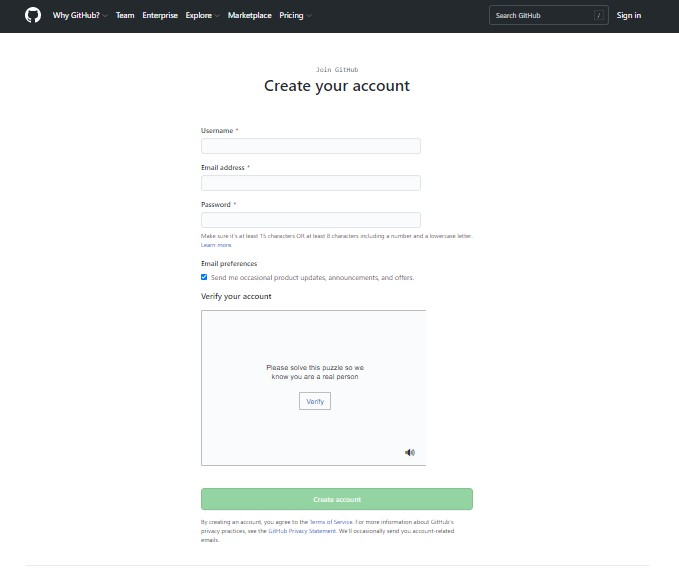 Why GitHub? Team Enterprise Explore Marketplace Pricing Search GitHub / Sign in
Join GitHub
Create your account
Username *
Email address *
Password *
Make sure it's at least 15 characters OR at least 8 characters including a number and a lowercase letter.
Learn more.
Email preferences
Send me occasional product updates, announcements, and offers.
Verify your account
Please solve this puzzle so we
know you are a real person
Verify
Create account
By creating an account, you agree to the Terms of Service. For more information about GitHub's
privacy practices, see the GitHub Privacy Statement. We'll occasionally send you account-related
emails.